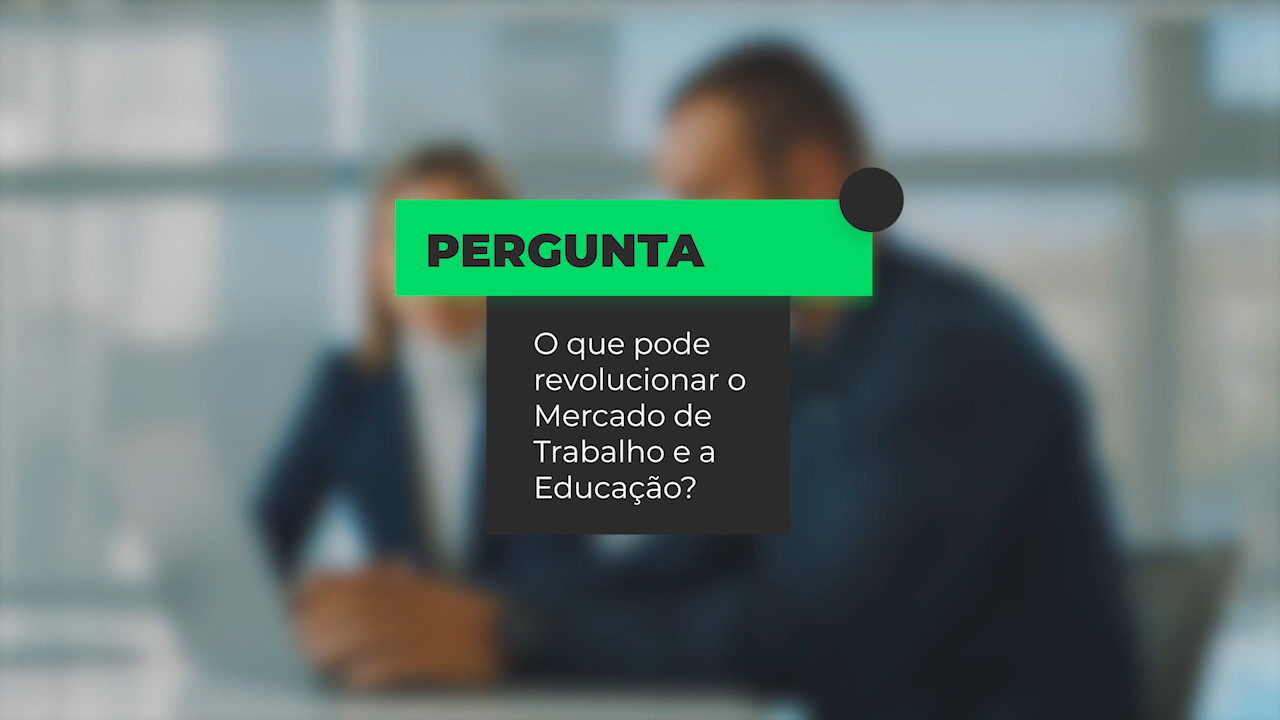 PERGUNTA
O que pode
revolucionar o
Mercado de
Trabalho e a
Educação?